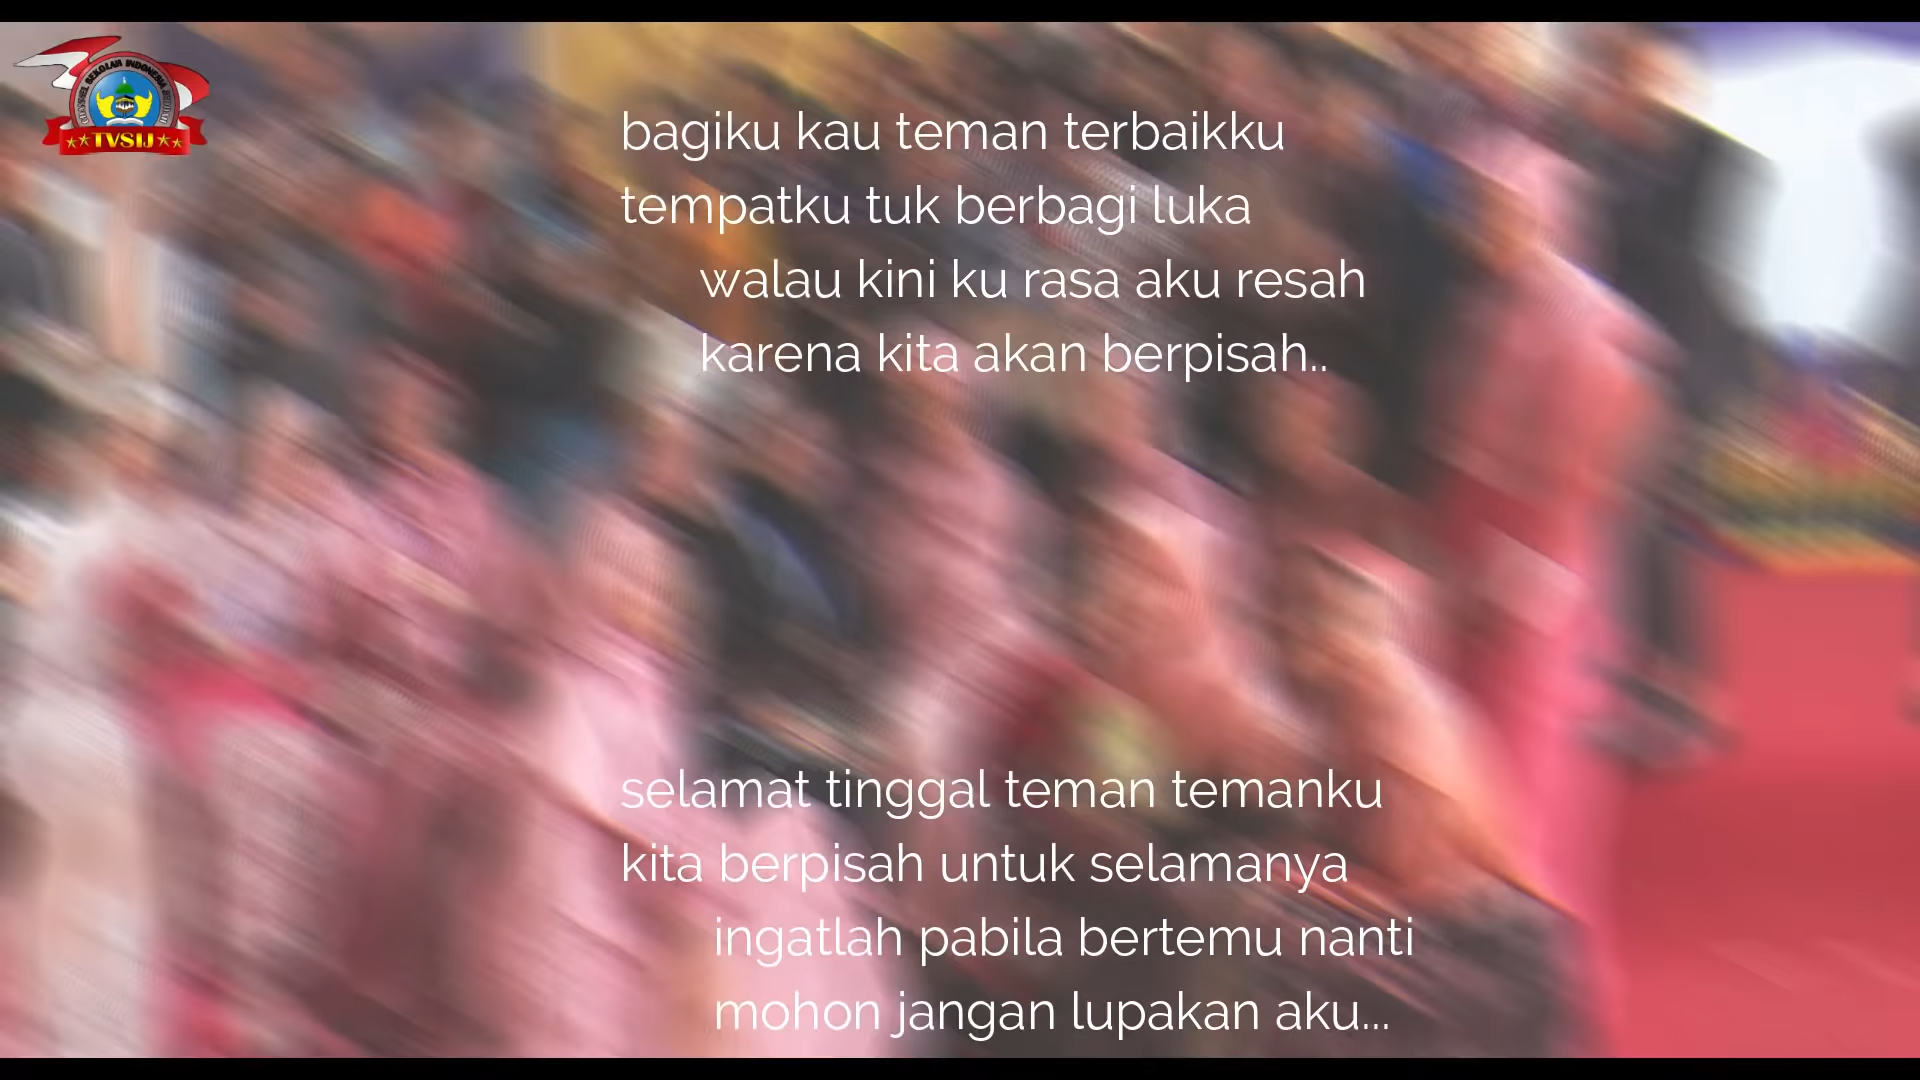 TVSIJ
bagiku kau teman terbaikku
tempatku tuk berbagi luka
walau kini ku rasa aku resah
karena kita akan berpisah..
selamat tinggal teman temanku
kita berpisah untuk selamanya
ingatlah pabila bertemu nanti
mohon jangan lupakan aku...